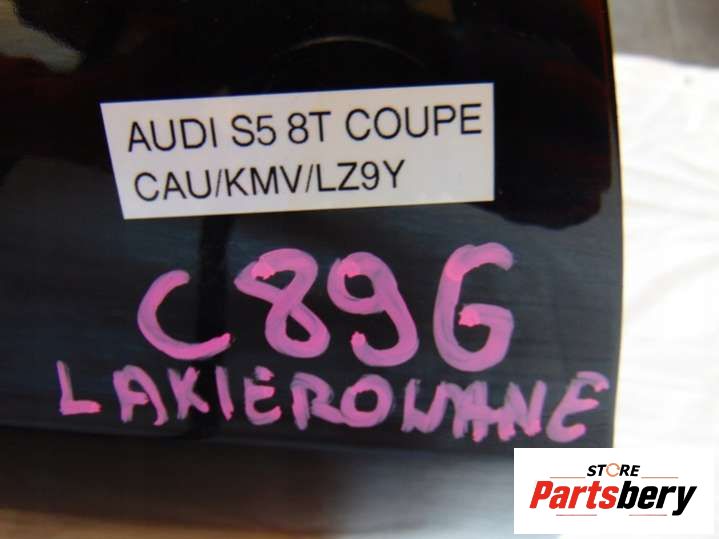 AUDI S5 8T COUPE
CAU/KMV/LZ9Y
C89G
LAKIEROWANE
STORE
Partsbery